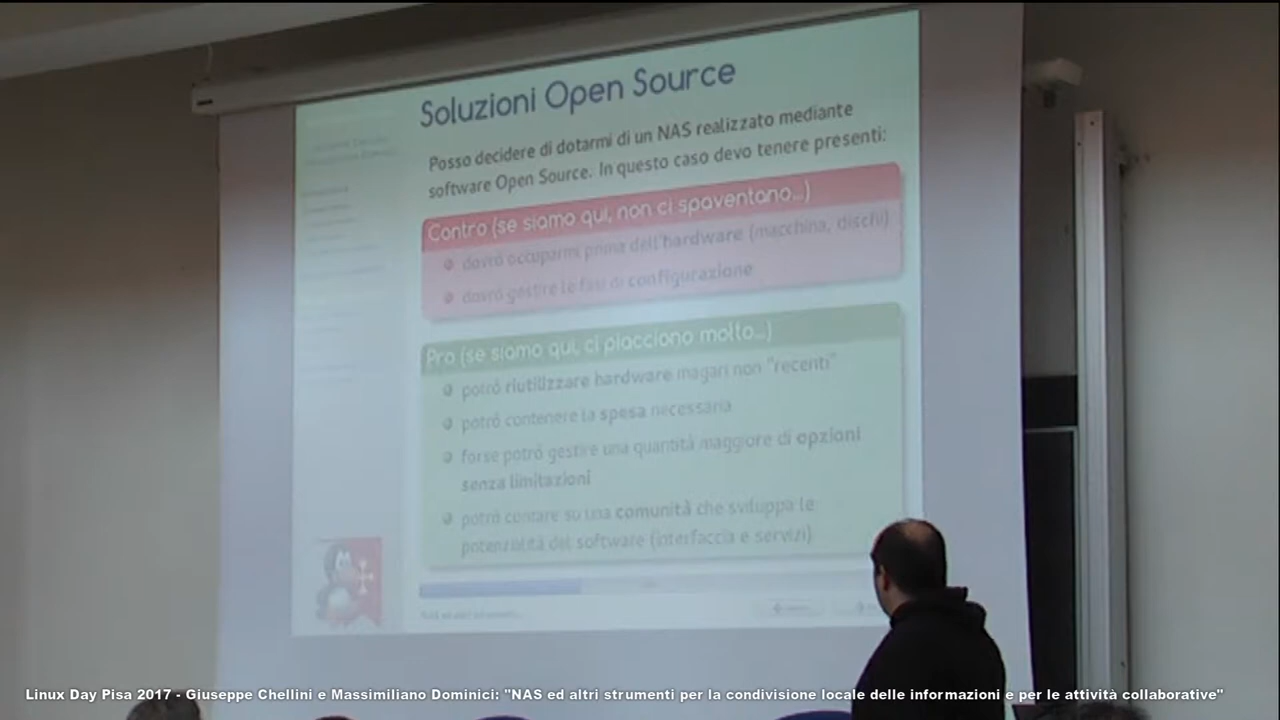 Soluzioni Open Source
Posso decidere di dotarmi di un NAS realizzato mediante
software Open Source. In questo caso devo tenere presenti:
Contro (se siamo qui, non ci spaventano...)
dovrò occuparmi prima dell'hardware (macchina, dischi)
dovrò gestire le fasi di configurazione
Pro (se siamo qui, ci piacciono molto...)
potrò riutilizzare hardware magari non "recenti"
potrò contenere la spesa necessaria
forse potrò gestire una quantità maggiore di opzioni
senza limitazioni
potrò contare su una comunità che sviluppa le
potenzialità del software (interfaccia e servizi)
Linux Day Pisa 2017 - Giuseppe Chellini e Massimiliano Dominici: "NAS ed altri strumenti per la condivisione locale delle informazioni e per le attività collaborative"